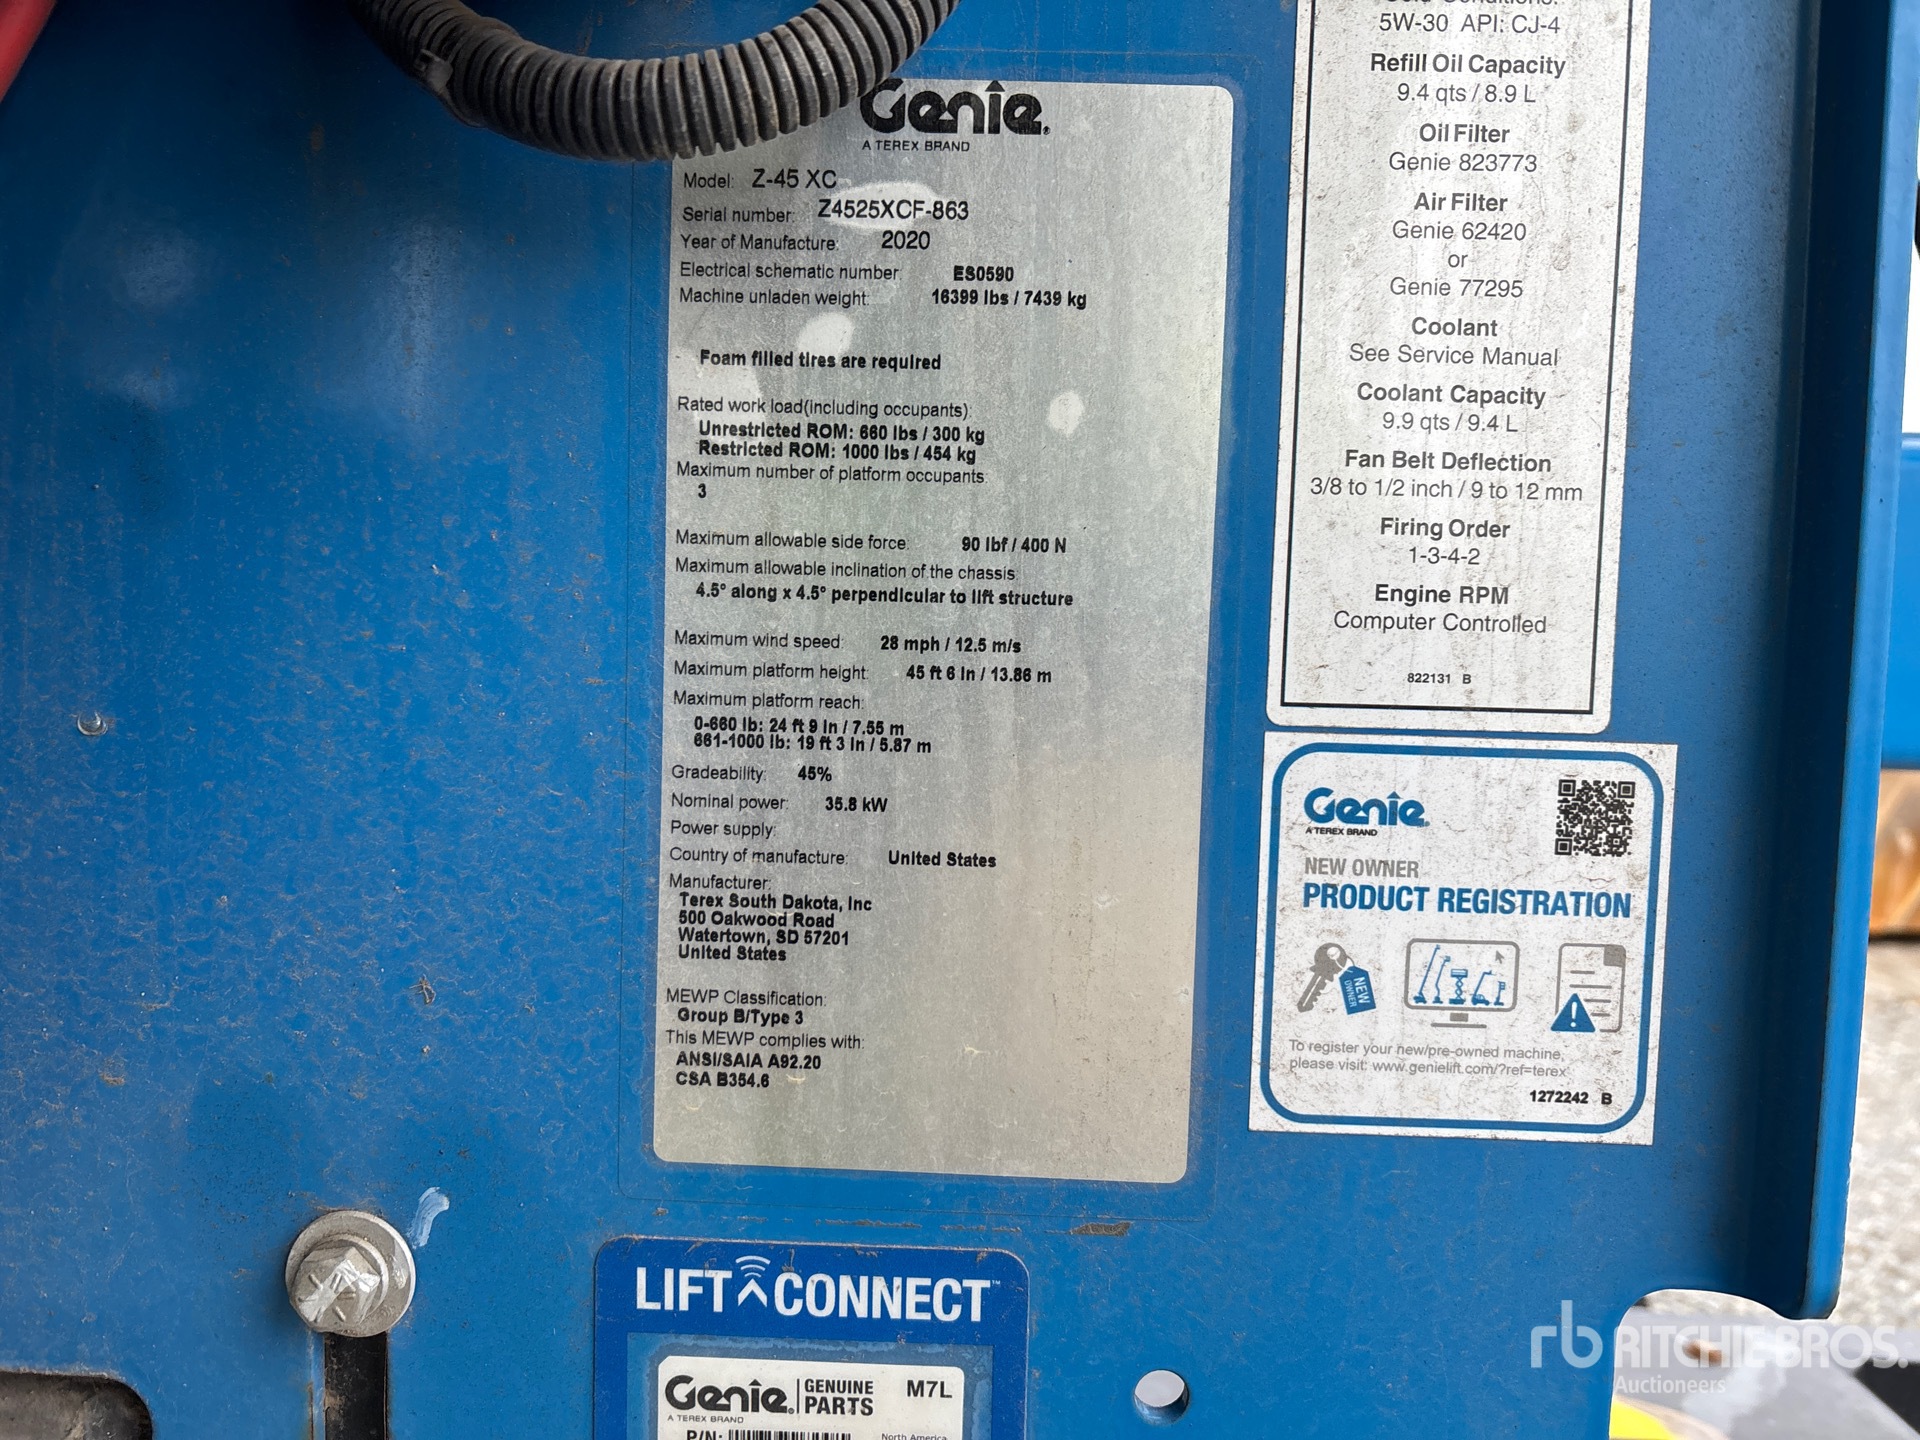 Genie.
A TEREX BRAND
Model: Z-45 XC
Serial number: Z4525XCF-863
Year of Manufacture: 2020
Electrical schematic number: ES0590
Machine unladen weight: 16399 lbs / 7439 kg
Foam filled tires are required
Rated work load(including occupants):
Unrestricted ROM: 660 lbs / 300 kg
Restricted ROM: 1000 lbs / 454 kg
Maximum number of platform occupants
3
Maximum allowable side force: 90 lbf / 400 N
Maximum allowable inclination of the chassis:
4.5° along x 4.5° perpendicular to lift structure
Maximum wind speed: 28 mph / 12.5 m/s
Maximum platform height: 45 ft 6 in / 13.86 m
Maximum platform reach:
0-660 lb: 24 ft 9 in / 7.55 m
661-1000 lb: 19 ft 3 in / 5.87 m
Gradeability: 45%
Nominal power: 35.8 kW
Power supply:
Country of manufacture: United States
Manufacturer:
Terex South Dakota, Inc
500 Oakwood Road
Watertown, SD 57201
United States
MEWP Classification:
Group B/Type 3
This MEWP complies with:
ANSI/SAIA A92.20
CSA B354.6
5W-30 API: CJ-4
Refill Oil Capacity
9.4 qts / 8.9 L
Oil Filter
Genie 823773
Air Filter
Genie 62420
or
Genie 77295
Coolant
See Service Manual
Coolant Capacity
9.9 qts / 9.4 L
Fan Belt Deflection
3/8 to 1/2 inch / 9 to 12 mm
Firing Order
1-3-4-2
Engine RPM
Computer Controlled
822131 B
Genie.
A TEREX BRAND
NEW OWNER
PRODUCT REGISTRATION
NEW OWNER
To register your new/pre-owned machine,
please visit: www.genielift.com/?ref=terex
1272242 B
LIFT CONNECT™
Genie. GENUINE PARTS M7L
A TEREX BRAND
P/N:
North America
rb RITCHIE BROS.
Auctioneers